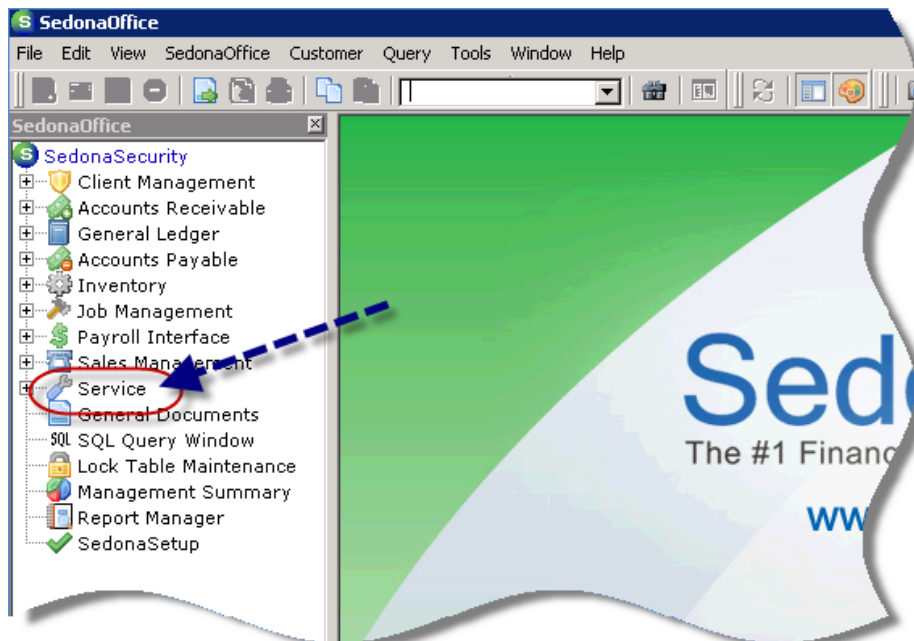 SedonaOffice
File Edit View SedonaOffice Customer Query Tools Window Help
SedonaOffice
SedonaSecurity
Client Management
Accounts Receivable
General Ledger
Accounts Payable
Inventory
Job Management
Payroll Interface
Sales Management
Service
General Documents
SQL SQL Query Window
Lock Table Maintenance
Management Summary
Report Manager
SedonaSetup
Sed
The #1 Financ
ww